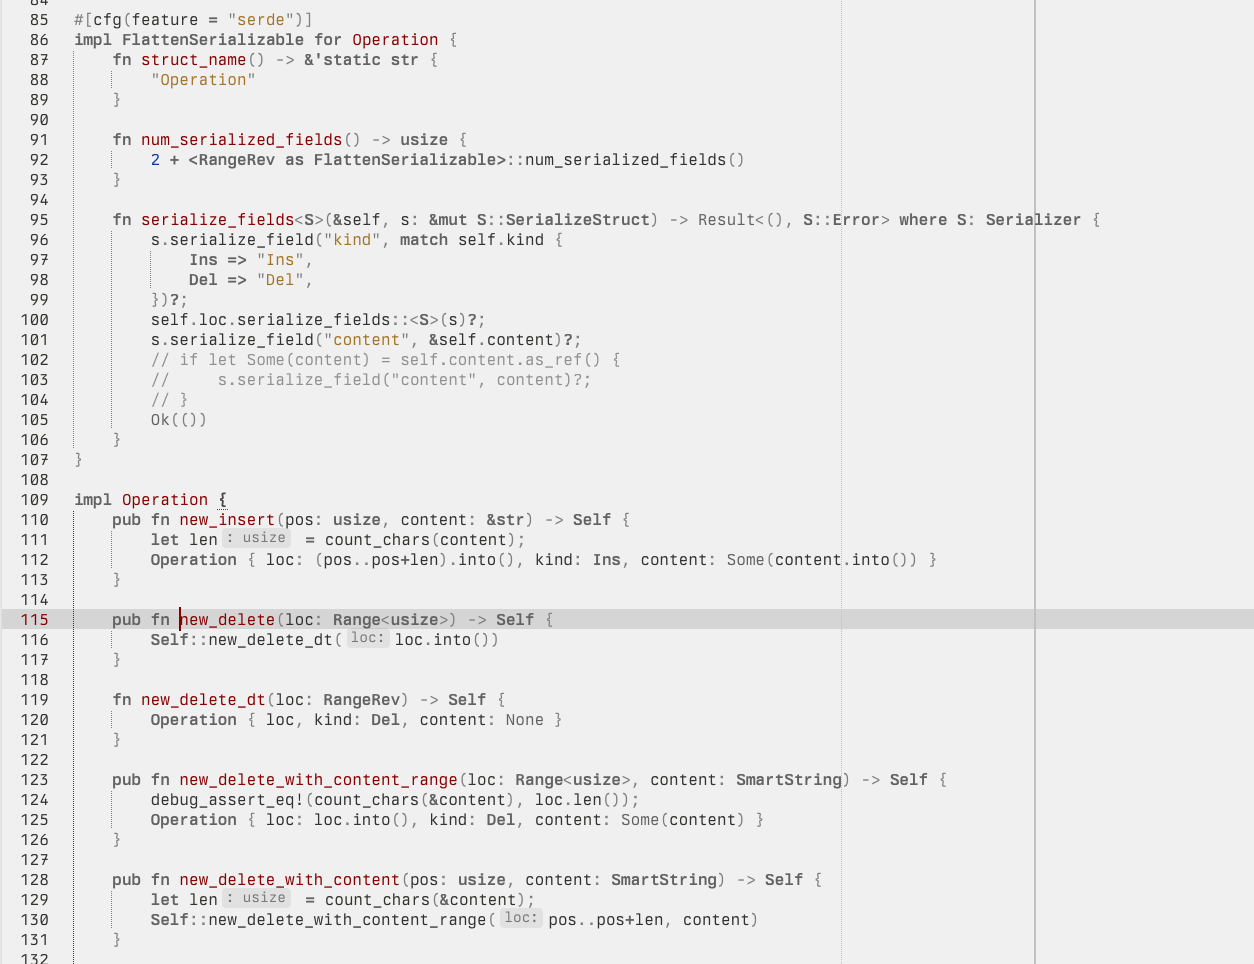 84
85 #[cfg(feature = "serde")]
86 impl FlattenSerializable for Operation {
87     fn struct_name() -> &'static str {
88         "Operation"
89     }
90
91     fn num_serialized_fields() -> usize {
92         2 + <RangeRev as FlattenSerializable>::num_serialized_fields()
93     }
94
95     fn serialize_fields<S>(&self, s: &mut S::SerializeStruct) -> Result<(), S::Error> where S: Serializer {
96         s.serialize_field("kind", match self.kind {
97             Ins => "Ins",
98             Del => "Del",
99         })?;
100         self.loc.serialize_fields::<S>(s)?;
101         s.serialize_field("content", &self.content)?;
102         // if let Some(content) = self.content.as_ref() {
103         //     s.serialize_field("content", content)?;
104         // }
105         Ok(())
106     }
107 }
108
109 impl Operation {
110     pub fn new_insert(pos: usize, content: &str) -> Self {
111         let len : usize = count_chars(content);
112         Operation { loc: (pos..pos+len).into(), kind: Ins, content: Some(content.into()) }
113     }
114
115     pub fn new_delete(loc: Range<usize>) -> Self {
116         Self::new_delete_dt( loc: loc.into())
117     }
118
119     fn new_delete_dt(loc: RangeRev) -> Self {
120         Operation { loc, kind: Del, content: None }
121     }
122
123     pub fn new_delete_with_content_range(loc: Range<usize>, content: SmartString) -> Self {
124         debug_assert_eq!(count_chars(&content), loc.len());
125         Operation { loc: loc.into(), kind: Del, content: Some(content) }
126     }
127
128     pub fn new_delete_with_content(pos: usize, content: SmartString) -> Self {
129         let len : usize = count_chars(&content);
130         Self::new_delete_with_content_range( loc: pos..pos+len, content)
131     }
132